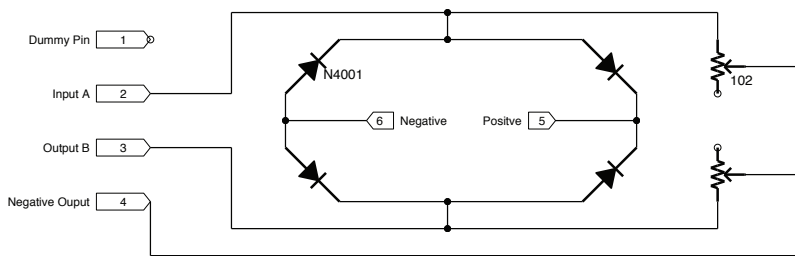 Dummy Pin 1
N4001
102
Input A 2
6 Negative Positve 5
Output B 3
Negative Ouput 4